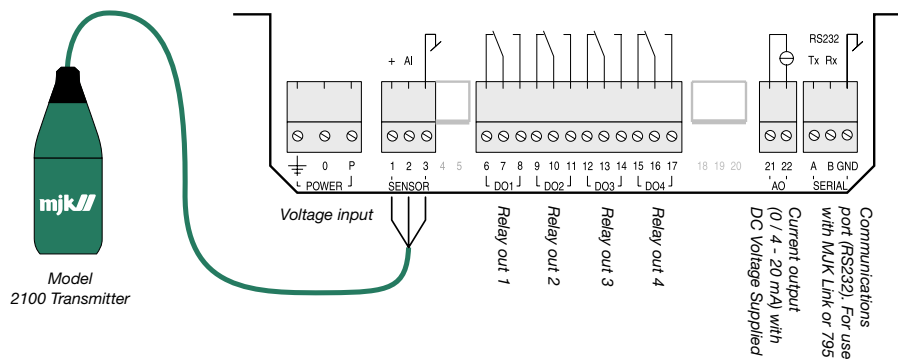 RS232
+ AI
Tx Rx
0 P
1 2 3 4 5 6 7 8 9 10 11 12 13 14 15 16 17 18 19 20 21 22 A B GND
POWER SENSOR DO1 DO2 DO3 DO4 AO SERIAL
mjk
Voltage input
Relay out 1
Relay out 2
Relay out 3
Relay out 4
Current output
(0 / 4 - 20 mA) with
DC Voltage Supplied
Communications
port (RS232). For use
with MJK Link or 795
Model
2100 Transmitter